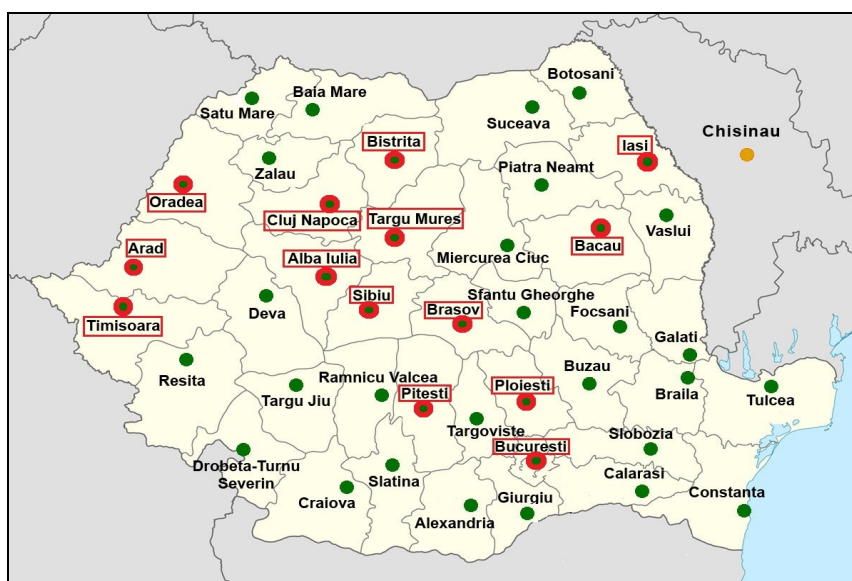 Botosani
Baia Mare
Satu Mare
Suceava
Chisinau
Bistrita
Iasi
Zalau
Piatra Neamt
Oradea
Cluj Napoca
Targu Mures
Vaslui
Arad
Bacau
Alba Iulia
Miercurea Ciuc
Sibiu
Sfantu Gheorghe
Deva
Brasov
Focsani
Timisoara
Galati
Resita
Ramnicu Valcea
Buzau
Ploiesti
Targu Jiu
Pitesti
Braila
Tulcea
Targoviste
Slobozia
Bucuresti
Drobeta-Turnu
Severin
Slatina
Calarasi
Constanta
Craiova
Giurgiu
Alexandria